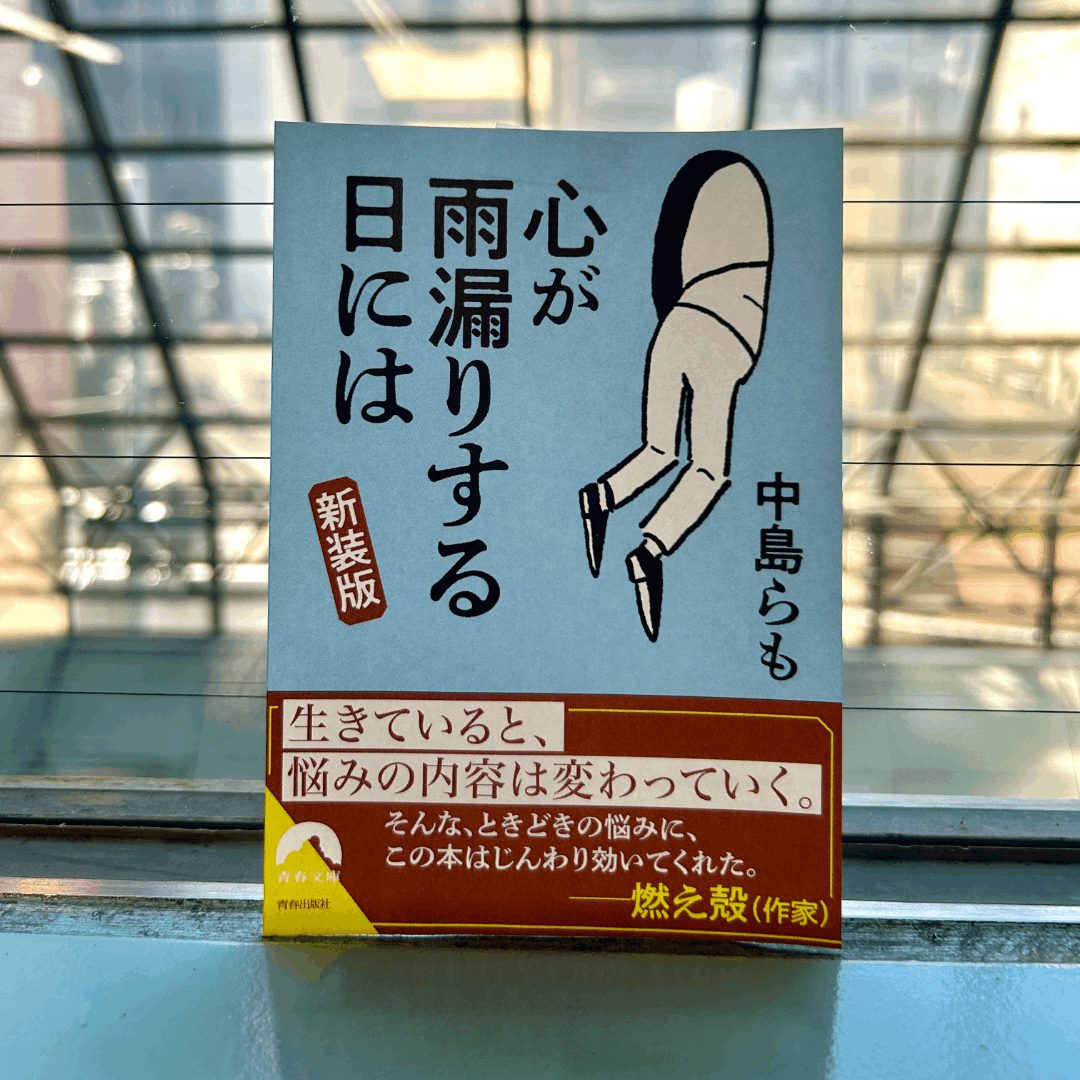 心が
雨漏りする
日には
新装版
中島らも
生きていると、
悩みの内容は変わっていく。
そんな、ときどきの悩みに、
この本はじんわり効いてくれた。
──燃え殻(作家)
青春文庫
青春出版社